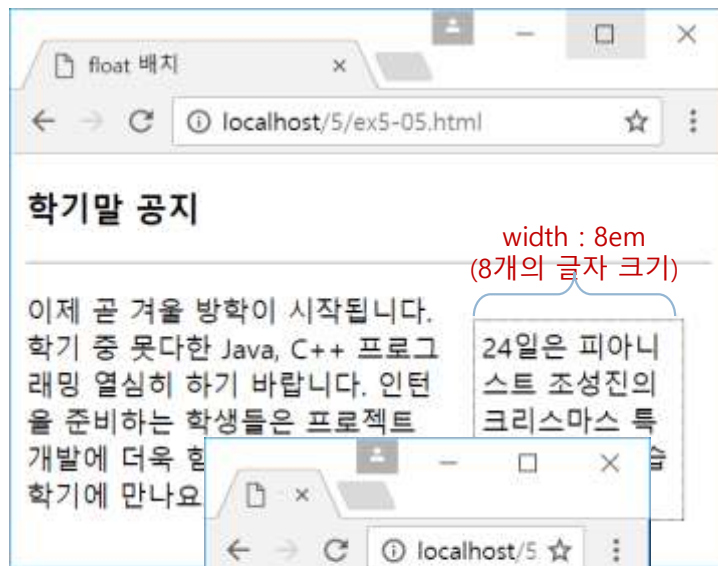 float 배치
localhost/5/ex5-05.html
학기말 공지
width : 8em
(8개의 글자 크기)
이제 곧 겨울 방학이 시작됩니다.
학기 중 못다한 Java, C++ 프로그
래밍 열심히 하기 바랍니다. 인턴
을 준비하는 학생들은 프로젝트
개발에 더욱
학기에 만나요
24일은 피아니
스트 조성진의
크리스마스 특
localhost/5